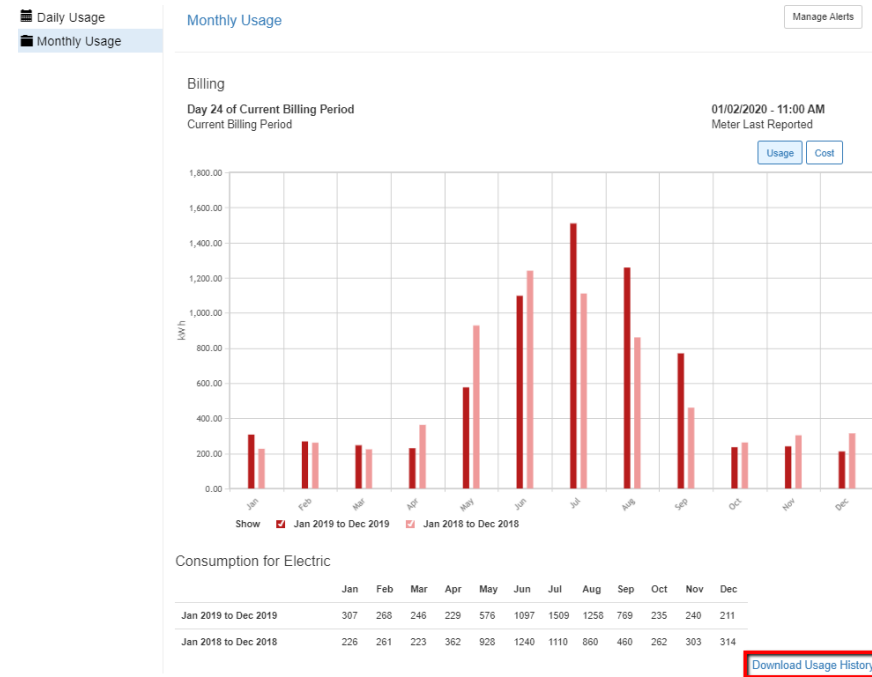 Daily Usage
Monthly Usage
Monthly Usage
Manage Alerts
Billing
Day 24 of Current Billing Period
01/02/2020 - 11:00 AM
Current Billing Period
Meter Last Reported
Usage Cost
1,800.00
1,600.00
1,400.00
1,200.00
1,000.00
800.00
600.00
400.00
200.00
0.00
kWh
Jan Feb Mar Apr May Jun Jul Aug Sep Oct Nov Dec
Show Jan 2019 to Dec 2019 Jan 2018 to Dec 2018
Consumption for Electric
Jan Feb Mar Apr May Jun Jul Aug Sep Oct Nov Dec
Jan 2019 to Dec 2019 307 268 246 229 576 1097 1509 1258 769 235 240 211
Jan 2018 to Dec 2018 226 261 223 362 928 1240 1110 860 460 262 303 314
Download Usage History